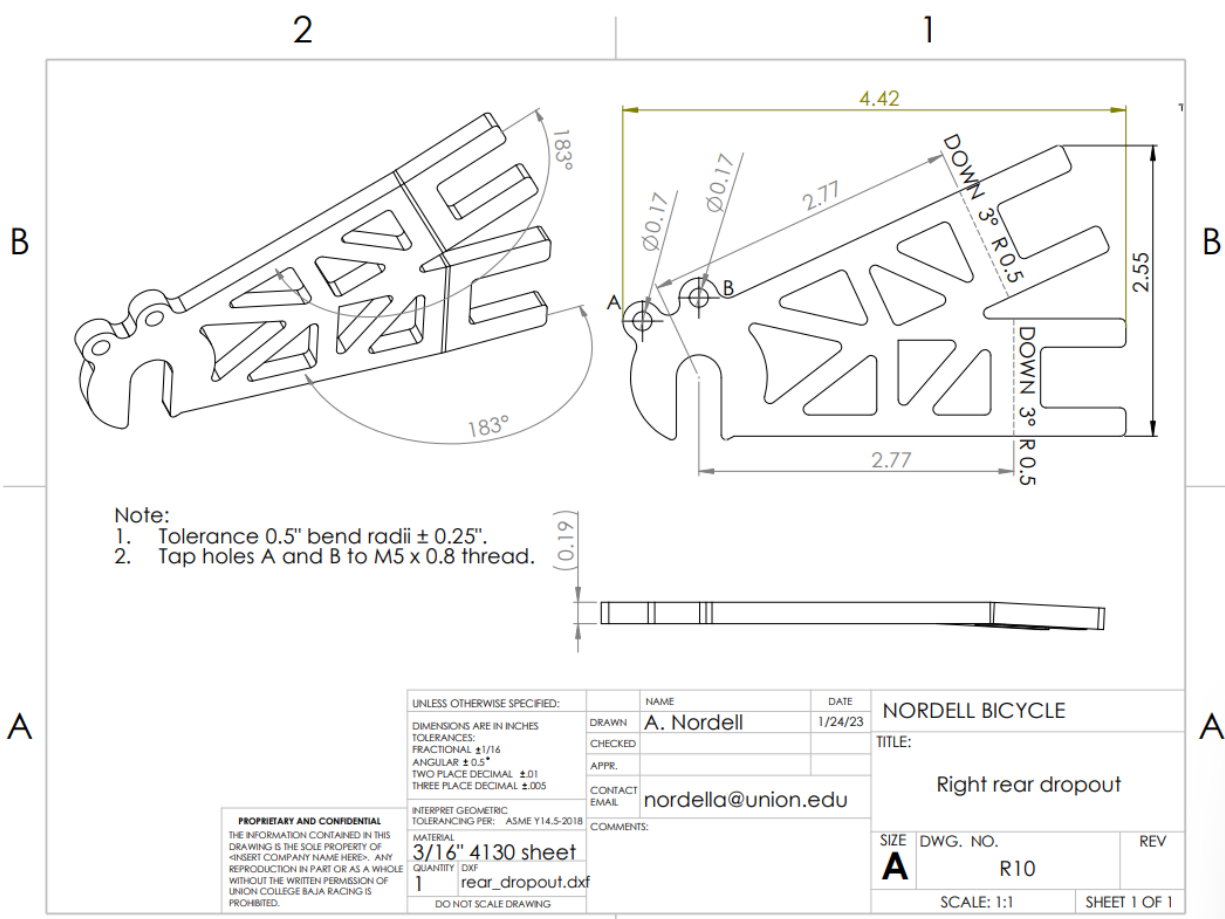 2
1
4.42
183°
DOWN 3° R 0.5
Ø0.17
2.77
Ø0.17
B
B
2.55
B
A
DOWN 3° R 0.5
183°
2.77
Note:
1. Tolerance 0.5" bend radii ± 0.25".
2. Tap holes A and B to M5 x 0.8 thread.
(0.19)
A
A
UNLESS OTHERWISE SPECIFIED:
DIMENSIONS ARE IN INCHES
TOLERANCES:
FRACTIONAL ±1/16
ANGULAR ± 0.5°
TWO PLACE DECIMAL ±.01
THREE PLACE DECIMAL ±.005
INTERPRET GEOMETRIC
TOLERANCING PER: ASME Y14.5-2018
MATERIAL
3/16" 4130 sheet
QUANTITY
1
DXF
rear_dropout.dxf
DO NOT SCALE DRAWING
NAME
DATE
DRAWN
A. Nordell
1/24/23
CHECKED
APPR.
CONTACT
EMAIL
nordella@union.edu
COMMENTS:
NORDELL BICYCLE
TITLE:
Right rear dropout
SIZE
A
DWG. NO.
R10
REV
SCALE: 1:1
SHEET 1 OF 1
PROPRIETARY AND CONFIDENTIAL
THE INFORMATION CONTAINED IN THIS
DRAWING IS THE SOLE PROPERTY OF
<INSERT COMPANY NAME HERE>. ANY
REPRODUCTION IN PART OR AS A WHOLE
WITHOUT THE WRITTEN PERMISSION OF
UNION COLLEGE BAJA RACING IS
PROHIBITED.